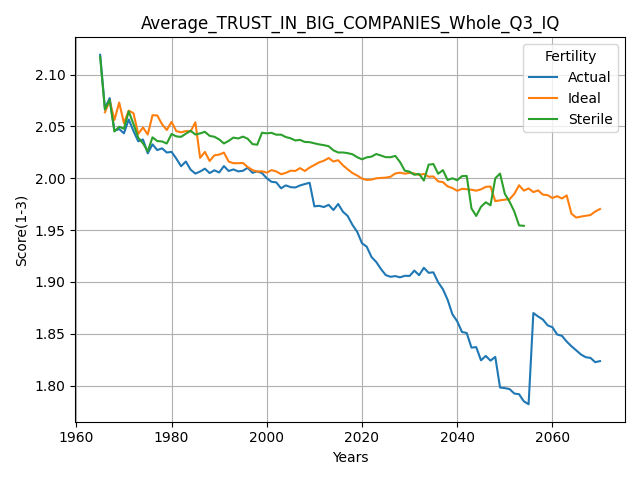 Average_TRUST_IN_BIG_COMPANIES_Whole_Q3_IQ
Fertility
Actual
Ideal
Sterile
Score(1-3)
2.10
2.05
2.00
1.95
1.90
1.85
1.80
1960 1980 2000 2020 2040 2060
Years